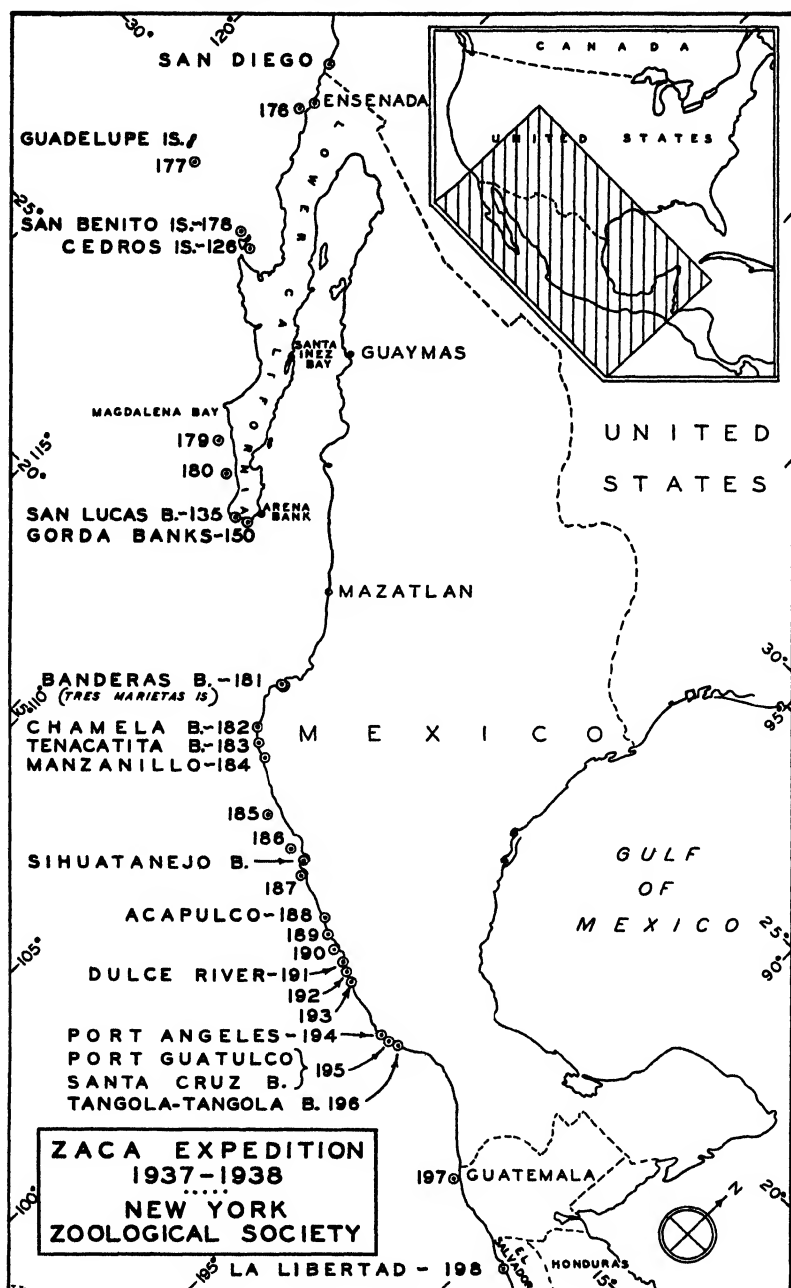 30°
120°
SAN DIEGO
CANADA
UNITED STATES
ENSENADA
176
GUADELUPE IS.
177
LOWER CALIFORNIA
25°
SAN BENITO IS.-178
CEDROS IS.-126
SANTA
INEZ
BAY
GUAYMAS
MAGDALENA BAY
179
UNITED
STATES
115°
20°
180
SAN LUCAS B.-135
ARENA
BANK
GORDA BANKS-150
MAZATLAN
30°
BANDERAS B.-181
(TRES MARIETAS IS)
110°
95°
CHAMELA B.-182
TENACATITA B.-183
MANZANILLO-184
MEXICO
185
186
SIHUATANEJO B.
187
GULF
OF
MEXICO
ACAPULCO-188
189
25°
190
90°
105°
DULCE RIVER-191
192
193
PORT ANGELES-194
PORT GUATULCO
SANTA CRUZ B.
195
TANGOLA-TANGOLA B. 196
ZACA EXPEDITION
1937-1938
.....
NEW YORK
ZOOLOGICAL SOCIETY
197
GUATEMALA
N
20°
100°
195°
LA LIBERTAD - 198
EL
SALVADOR
HONDURAS
15°